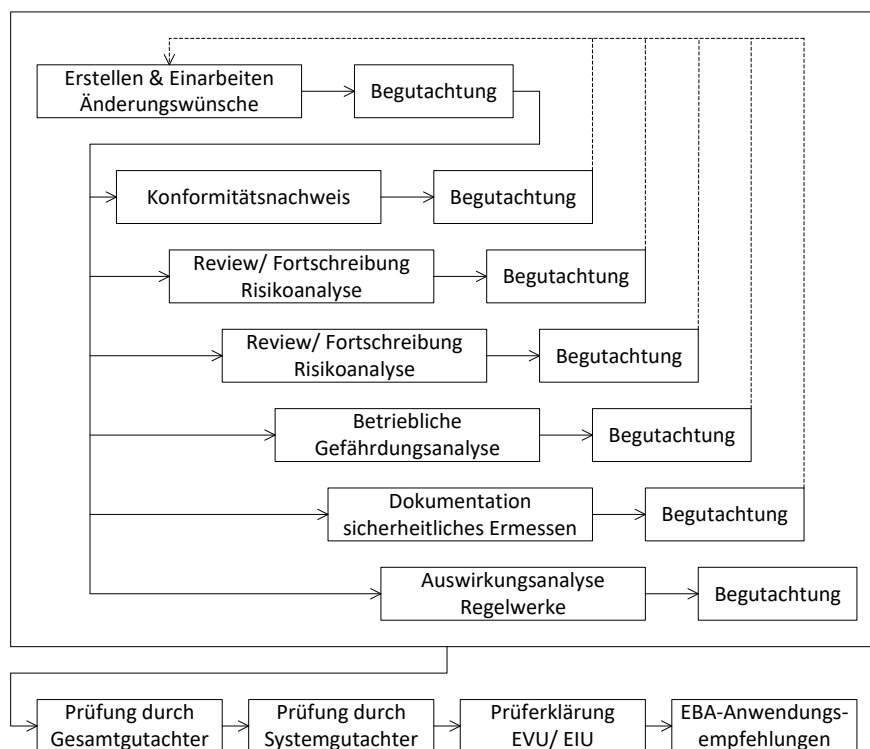 Erstellen & Einarbeiten
Änderungswünsche
Begutachtung
Konformitätsnachweis
Begutachtung
Review/ Fortschreibung
Risikoanalyse
Begutachtung
Review/ Fortschreibung
Risikoanalyse
Begutachtung
Betriebliche
Gefährdungsanalyse
Begutachtung
Dokumentation
sicherheitliches Ermessen
Begutachtung
Auswirkungsanalyse
Regelwerke
Begutachtung
Prüfung durch
Gesamtgutachter
Prüfung durch
Systemgutachter
Prüferklärung
EVU/ EIU
EBA-Anwendungs-
empfehlungen